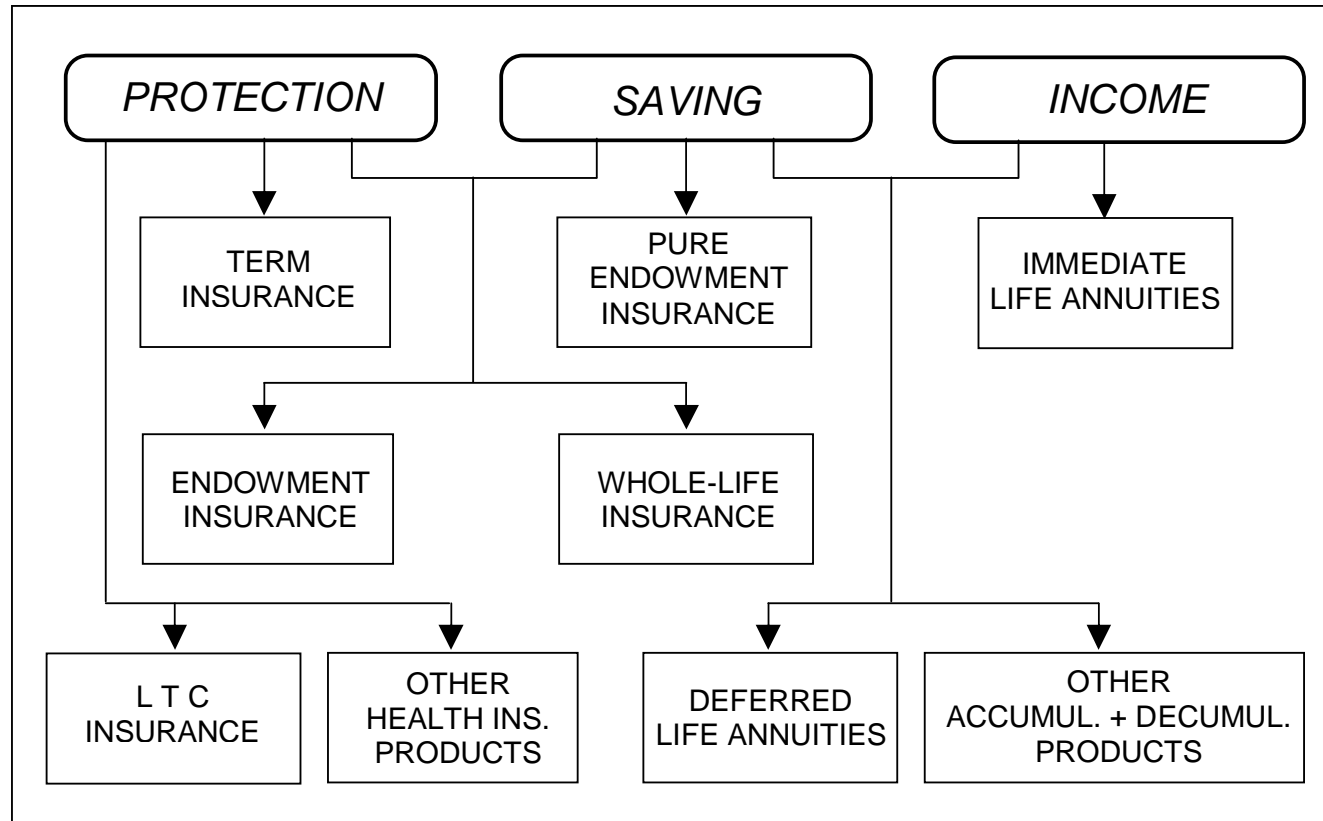 PROTECTION
SAVING
INCOME
TERM
INSURANCE
PURE
ENDOWMENT
INSURANCE
IMMEDIATE
LIFE ANNUITIES
ENDOWMENT
INSURANCE
WHOLE-LIFE
INSURANCE
L T C
INSURANCE
OTHER
HEALTH INS.
PRODUCTS
DEFERRED
LIFE ANNUITIES
OTHER
ACCUMUL. + DECUMUL.
PRODUCTS